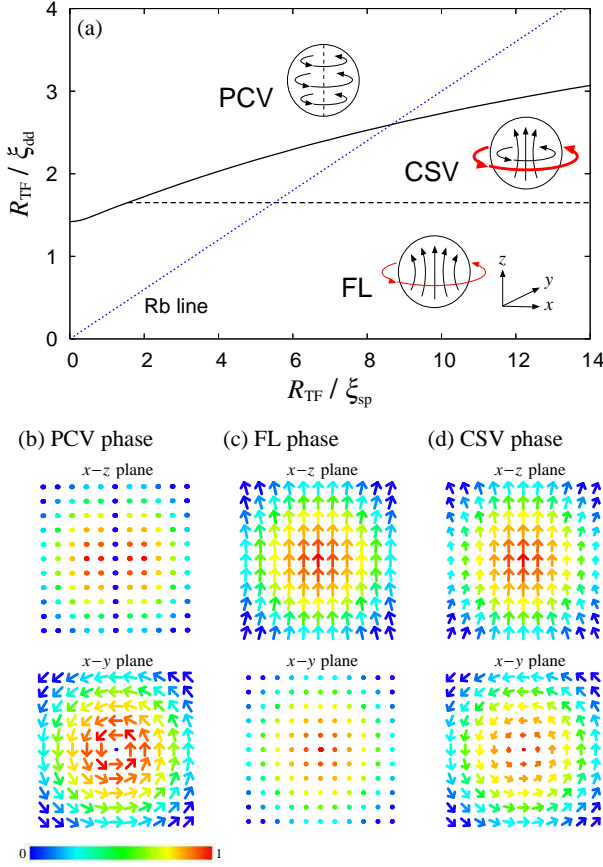 (a)
4
3
2
1
0
R_TF / ξ_dd
PCV
CSV
FL
Rb line
z
y
x
0 2 4 6 8 10 12 14
R_TF / ξ_sp
(b) PCV phase (c) FL phase (d) CSV phase
x−z plane x−z plane x−z plane
x−y plane x−y plane x−y plane
0 1